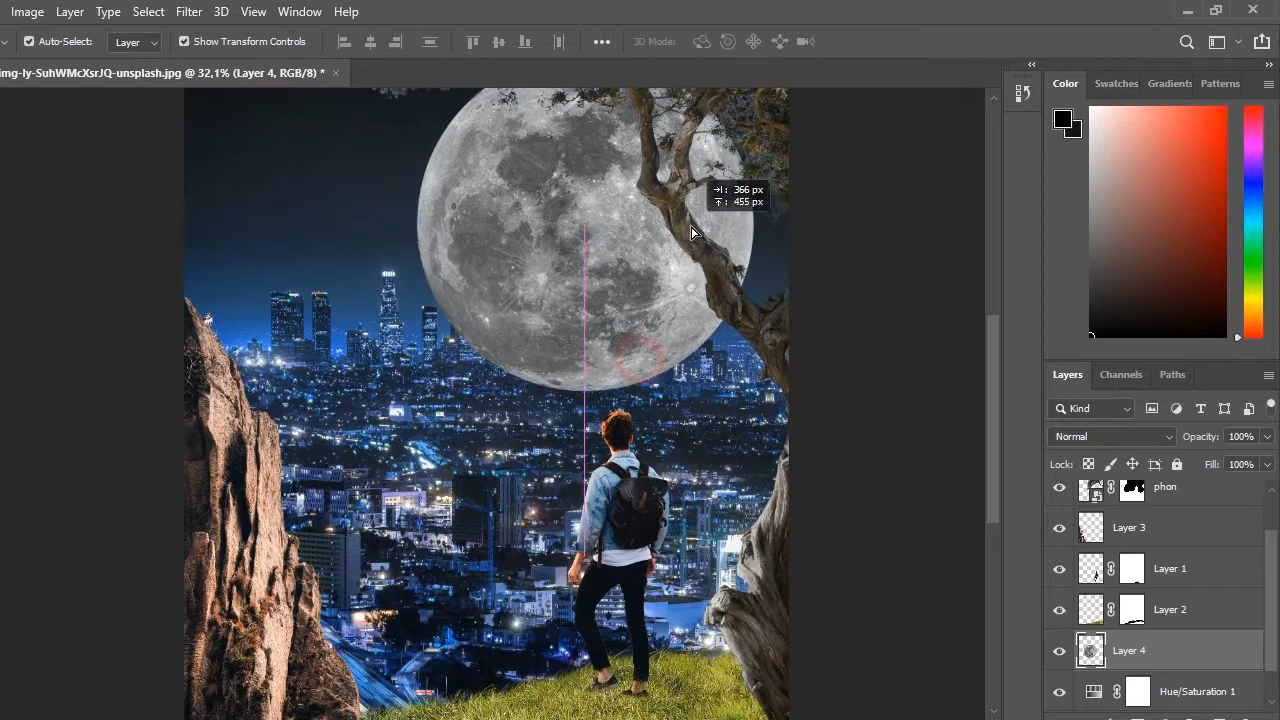 Image Layer Type Select Filter 3D View Window Help
Auto-Select: Layer Show Transform Controls 3D Mode:
img-ly-SuhWMcXsrJQ-unsplash.jpg @ 32,1% (Layer 4, RGB/8) *
Color Swatches Gradients Patterns
366 px
455 px
Layers Channels Paths
Kind
Normal Opacity: 100%
Lock: Fill: 100%
phon
Layer 3
Layer 1
Layer 2
Layer 4
Hue/Saturation 1